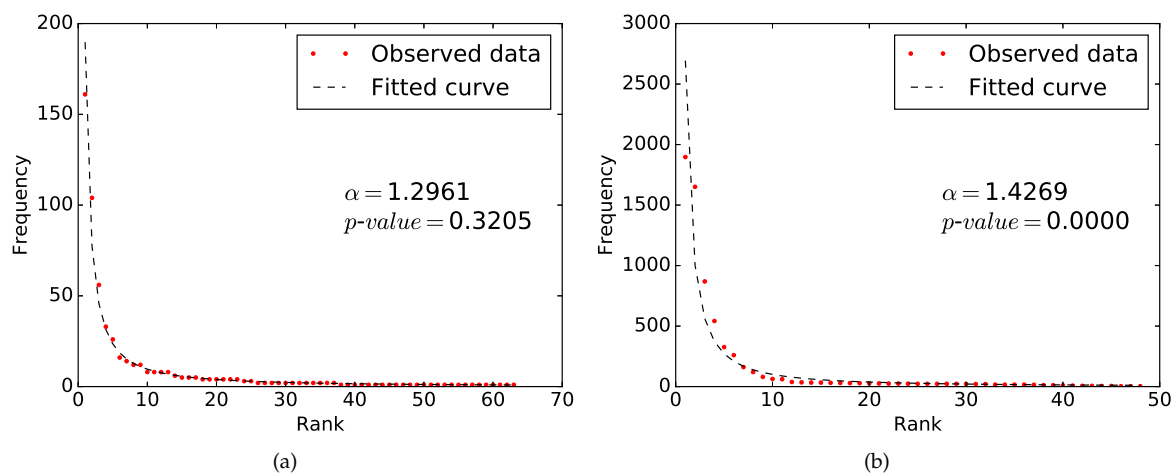 200
150
100
50
0
Frequency
0 10 20 30 40 50 60 70
Rank
Observed data
Fitted curve
α = 1.2961
p-value = 0.3205
(a)
3000
2500
2000
1500
1000
500
0
Frequency
0 10 20 30 40 50
Rank
Observed data
Fitted curve
α = 1.4269
p-value = 0.0000
(b)